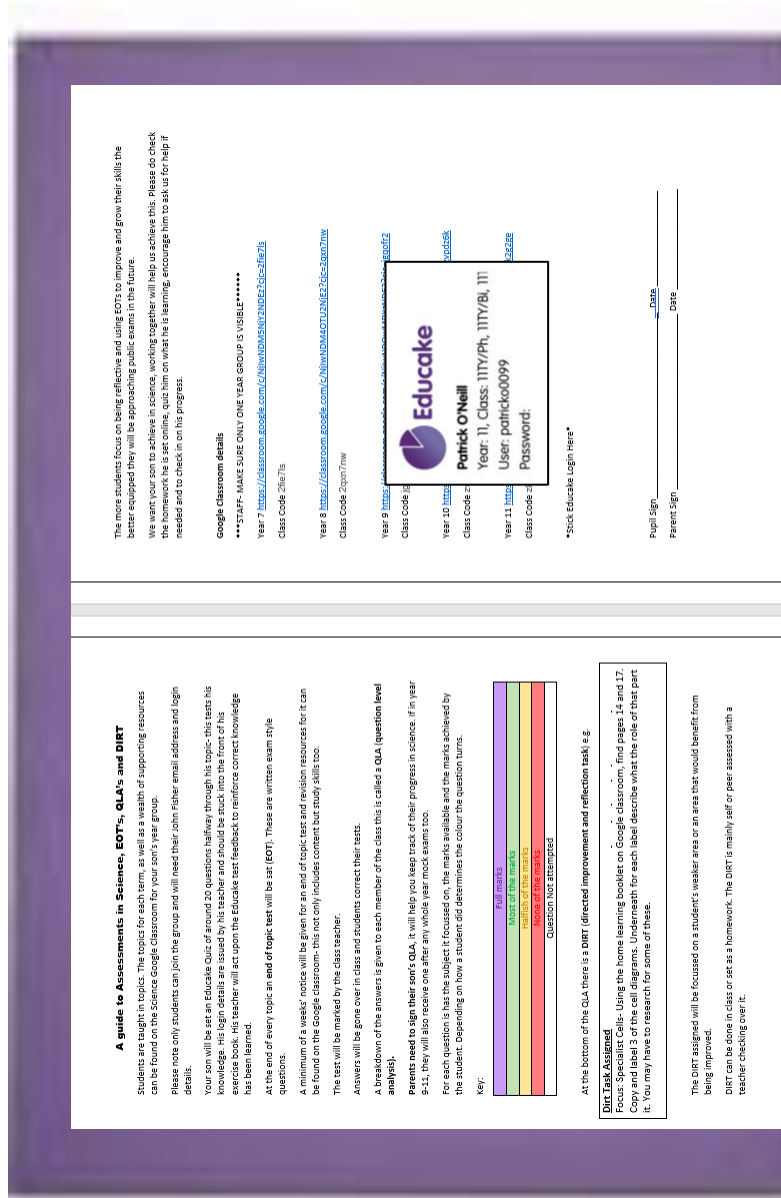 A guide to Assessments in Science, EOT's, QLA's and DIRT
Students are taught in topics. The topics for each term, as well as a wealth of supporting resources
can be found on the Science Google classroom for your son's year group.
Please note only students can join the group and will need their John Fisher email address and login
details.
Your son will be set an Educake Quiz of around 20 questions halfway through his topic- this tests his
knowledge. His login details are issued by his teacher and should be stuck into the front of his
exercise book. His teacher will act upon the Educake test feedback to reinforce correct knowledge
has been learned.
At the end of every topic an end of topic test will be sat (EOT). These are written exam style
questions.
A minimum of a weeks' notice will be given for an end of topic test and revision resources for it can
be found on the Google classroom- this not only includes content but study skills too.
The test will be marked by the class teacher.
Answers will be gone over in class and students correct their tests.
A breakdown of the answers is given to each member of the class this is called a QLA (question level
analysis).
Parents need to sign their son's QLA, it will help you keep track of their progress in science. If in year
9-11, they will also receive one after any whole year mock exams too.
For each question is has the subject it focussed on, the marks available and the marks achieved by
the student. Depending on how a student did determines the colour the question turns.
Key:
Full marks
Most of the marks
Halfish of the marks
None of the marks
Question Not attempted
At the bottom of the QLA there is a DIRT (directed improvement and reflection task) e.g.
Dirt Task Assigned
Focus: Specialist Cells- Using the home learning booklet on Google classroom, find pages 14 and 17.
Copy and label 3 of the cell diagrams. Underneath for each label describe what the role of that part
it. You may have to research for some of these.
The DIRT assigned will be focussed on a student's weaker area or an area that would benefit from
being improved.
DIRT can be done in class or set as a homework. The DIRT is mainly self or peer assessed with a
teacher checking over it.
The more students focus on being reflective and using EOTs to improve and grow their skills the
better equipped they will be approaching public exams in the future.
We want your son to achieve in science, working together will help us achieve this. Please do check
the homework he is set online, quiz him on what he is learning, encourage him to ask us for help if
needed and to check in on his progress.
Google classroom details
***STAFF- MAKE SURE ONLY ONE YEAR GROUP IS VISIBLE******
Year 7 https://classroom.google.com/c/NjIwNDM5NjY2NDEz?cjc=2fie7ls
Class Code 2fie7ls
Year 8 https://classroom.google.com/c/NjIwNDM4OTU2NjE2?cjc=2qxn7nw
Class Code 2qxn7nw
Year 9
Class Code
Year 10
Class Code
Year 11
Class Code
Educake
Patrick O'Neill
Year: 11, Class: 11TY/Ph, 11TY/Bi, 111
User: patricko0099
Password:
*Stick Educake Login Here*
Pupil Sign Date
Parent Sign Date